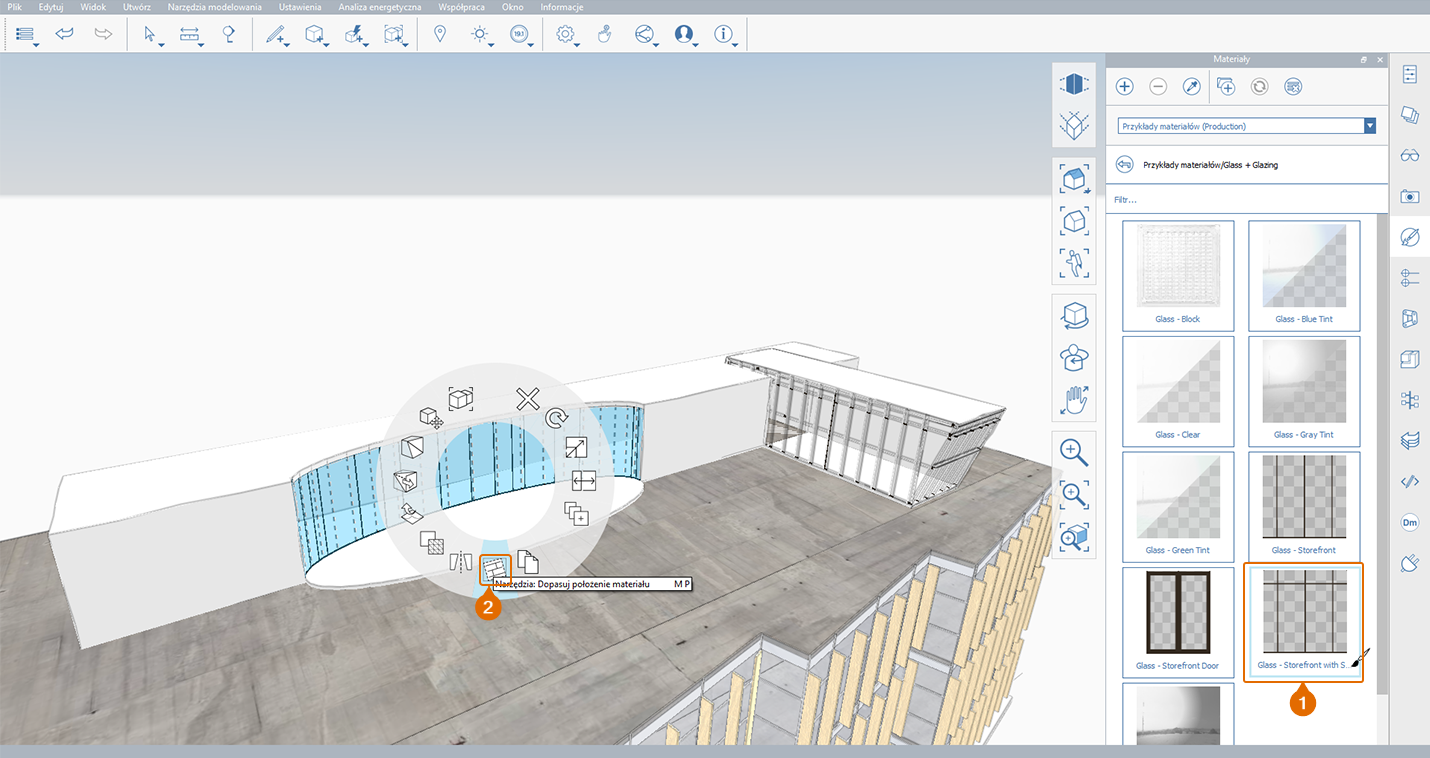 Plik Edytuj Widok Utwórz Narzędzia modelowania Ustawienia Analiza energetyczna Współpraca Okno Informacje
19.1
Materiały
Przykłady materiałów (Production)
Przykłady materiałów/Glass + Glazing
Filtr...
Glass - Block
Glass - Blue Tint
Glass - Clear
Glass - Gray Tint
Glass - Green Tint
Glass - Storefront
Glass - Storefront Door
Glass - Storefront with S...
Dm
Narzędzia: Dopasuj położenie materiału M P
2
1